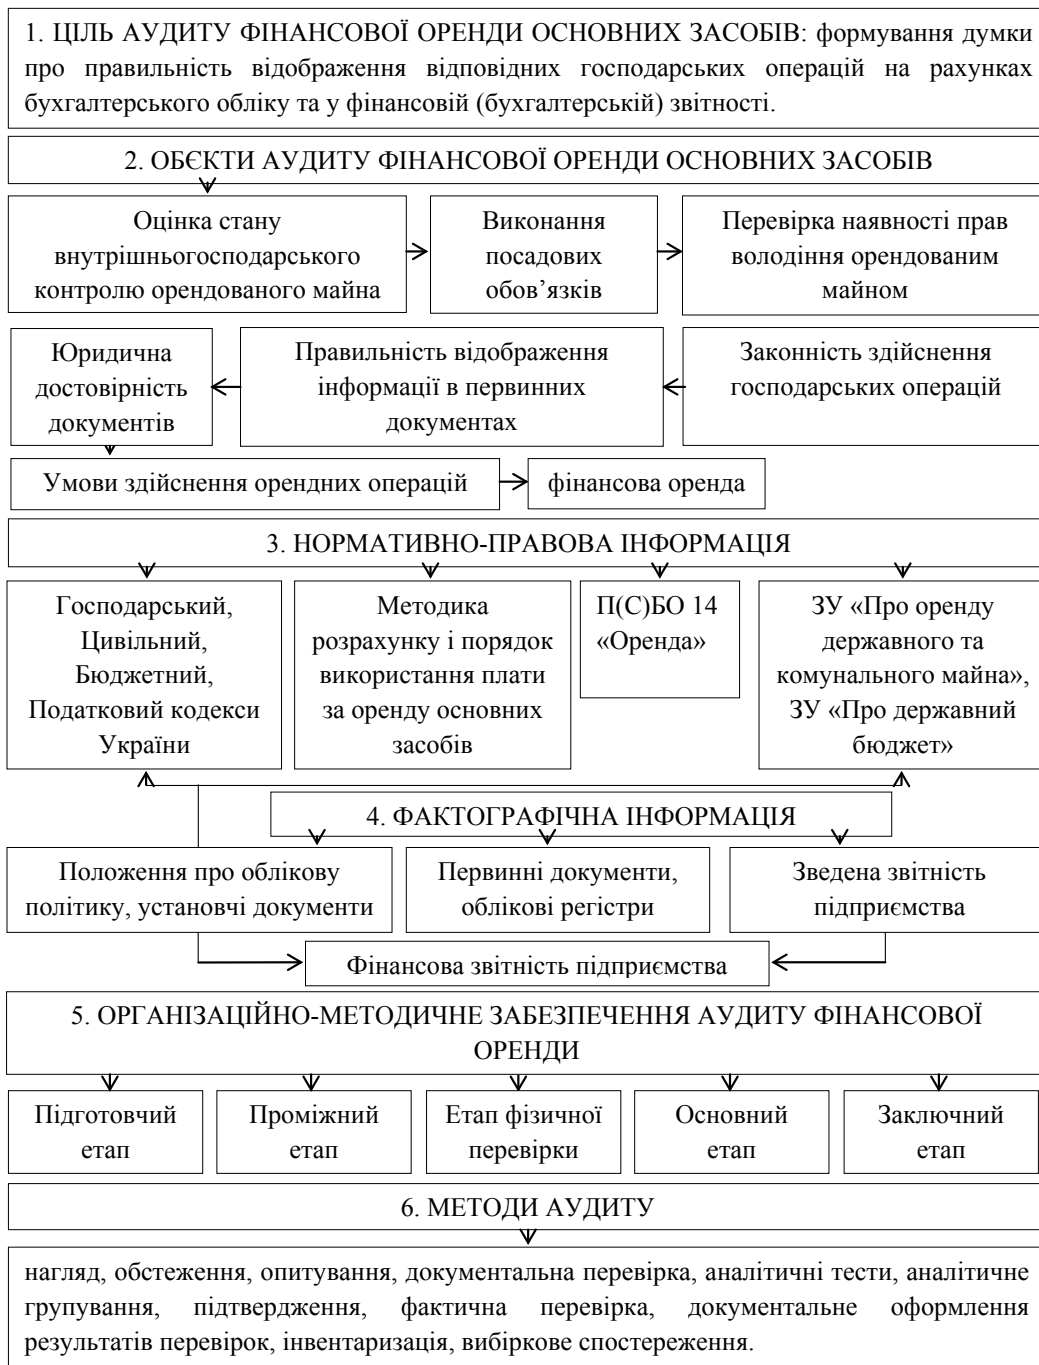 1. ЦІЛЬ АУДИТУ ФІНАНСОВОЇ ОРЕНДИ ОСНОВНИХ ЗАСОБІВ: формування думки
про правильність відображення відповідних господарських операцій на рахунках
бухгалтерського обліку та у фінансовій (бухгалтерській) звітності.
2. ОБЄКТИ АУДИТУ ФІНАНСОВОЇ ОРЕНДИ ОСНОВНИХ ЗАСОБІВ
Оцінка стану
внутрішньогосподарського
контролю орендованого майна
Виконання
посадових
обов’язків
Перевірка наявності прав
володіння орендованим
майном
Юридична
достовірність
документів
Правильність відображення
інформації в первинних
документах
Законність здійснення
господарських операцій
Умови здійснення орендних операцій
фінансова оренда
3. НОРМАТИВНО-ПРАВОВА ІНФОРМАЦІЯ
Господарський,
Цивільний,
Бюджетний,
Податковий кодекси
України
Методика
розрахунку і порядок
використання плати
за оренду основних
засобів
П(С)БО 14
«Оренда»
ЗУ «Про оренду
державного та
комунального майна»,
ЗУ «Про державний
бюджет»
4. ФАКТОГРАФІЧНА ІНФОРМАЦІЯ
Положення про облікову
політику, установчі документи
Первинні документи,
облікові регістри
Зведена звітність
підприємства
Фінансова звітність підприємства
5. ОРГАНІЗАЦІЙНО-МЕТОДИЧНЕ ЗАБЕЗПЕЧЕННЯ АУДИТУ ФІНАНСОВОЇ
ОРЕНДИ
Підготовчий
етап
Проміжний
етап
Етап фізичної
перевірки
Основний
етап
Заключний
етап
6. МЕТОДИ АУДИТУ
нагляд, обстеження, опитування, документальна перевірка, аналітичні тести, аналітичне
групування, підтвердження, фактична перевірка, документальне оформлення
результатів перевірок, інвентаризація, вибіркове спостереження.